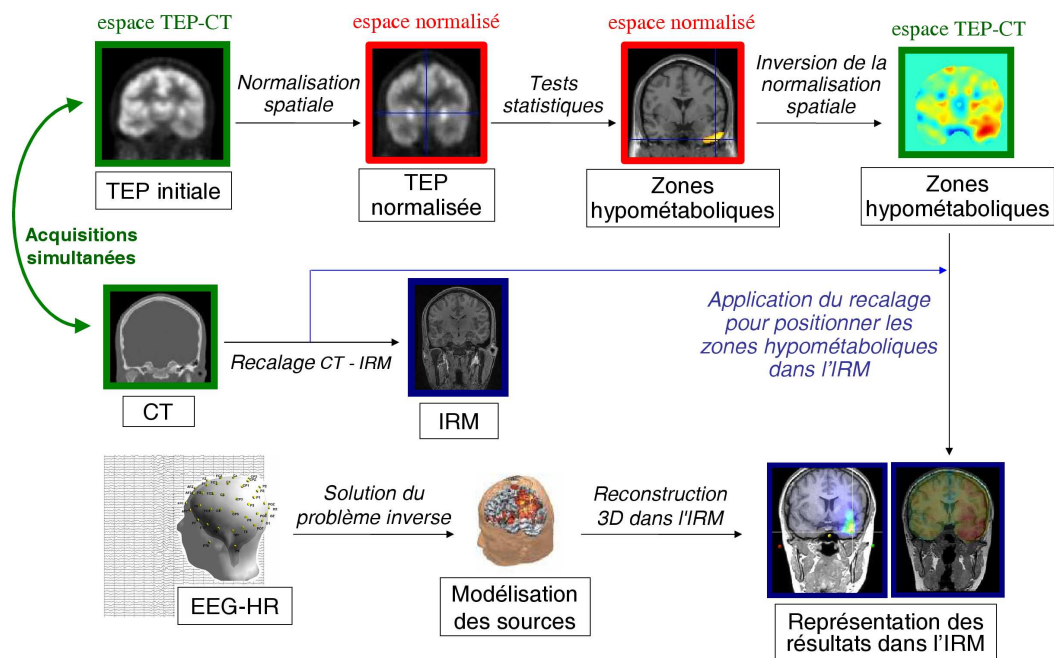 espace TEP-CT
espace normalisé
espace normalisé
espace TEP-CT
Normalisation
spatiale
Tests
statistiques
Inversion de la
normalisation
spatiale
TEP initiale
TEP
normalisée
Zones
hypométaboliques
Zones
hypométaboliques
Acquisitions
simultanées
Recalage CT - IRM
Application du recalage
pour positionner les
zones hypométaboliques
dans l'IRM
CT
IRM
Solution du
problème inverse
Reconstruction
3D dans l'IRM
EEG-HR
Modélisation
des sources
Représentation des
résultats dans l'IRM